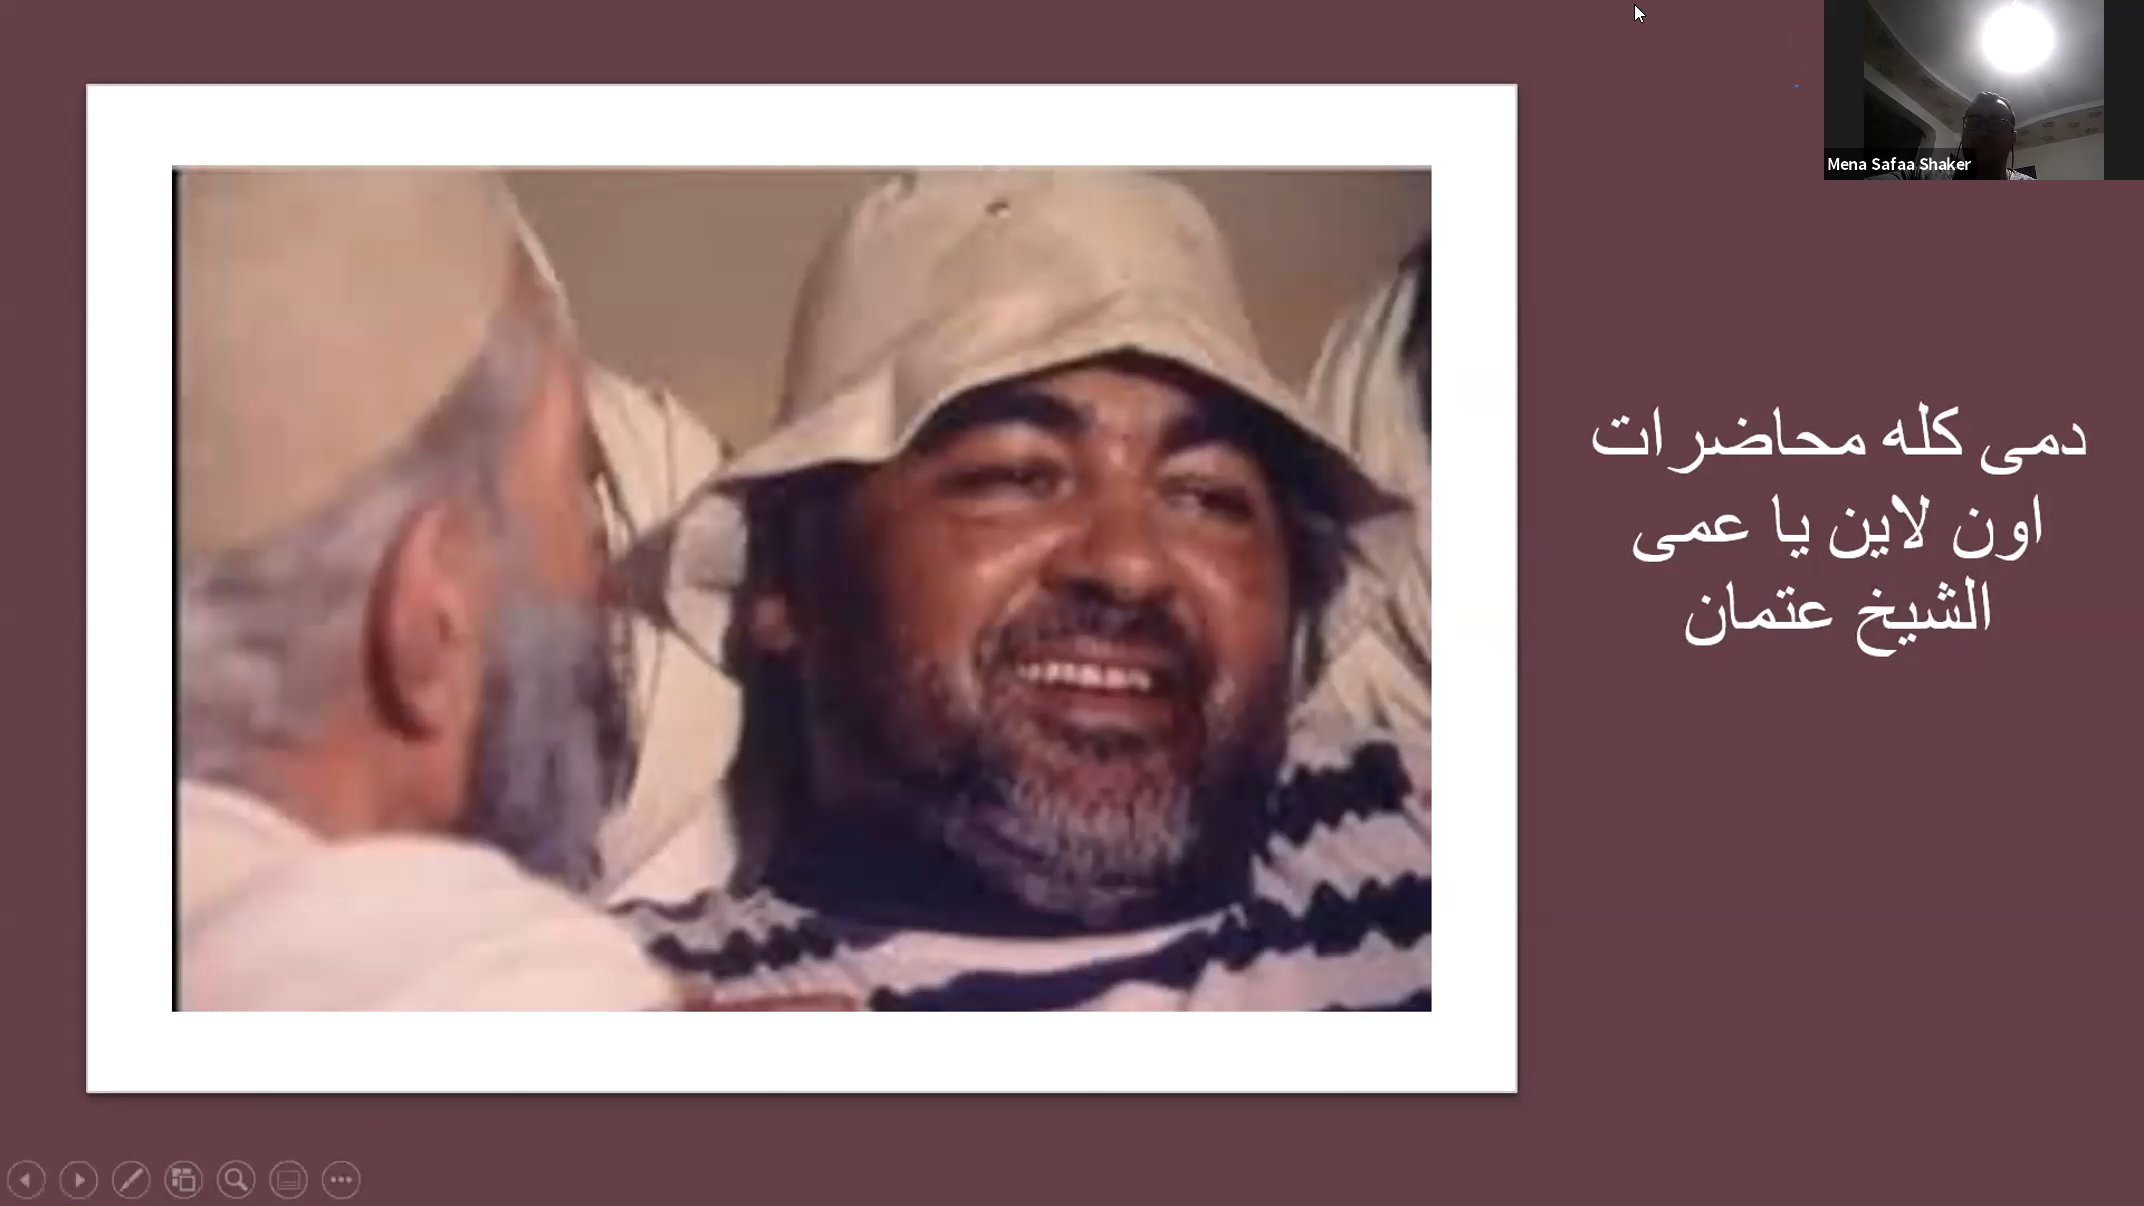 Mena Safaa Shaker
دمى كله محاضرات
اون لاين يا عمى
الشيخ عتمان